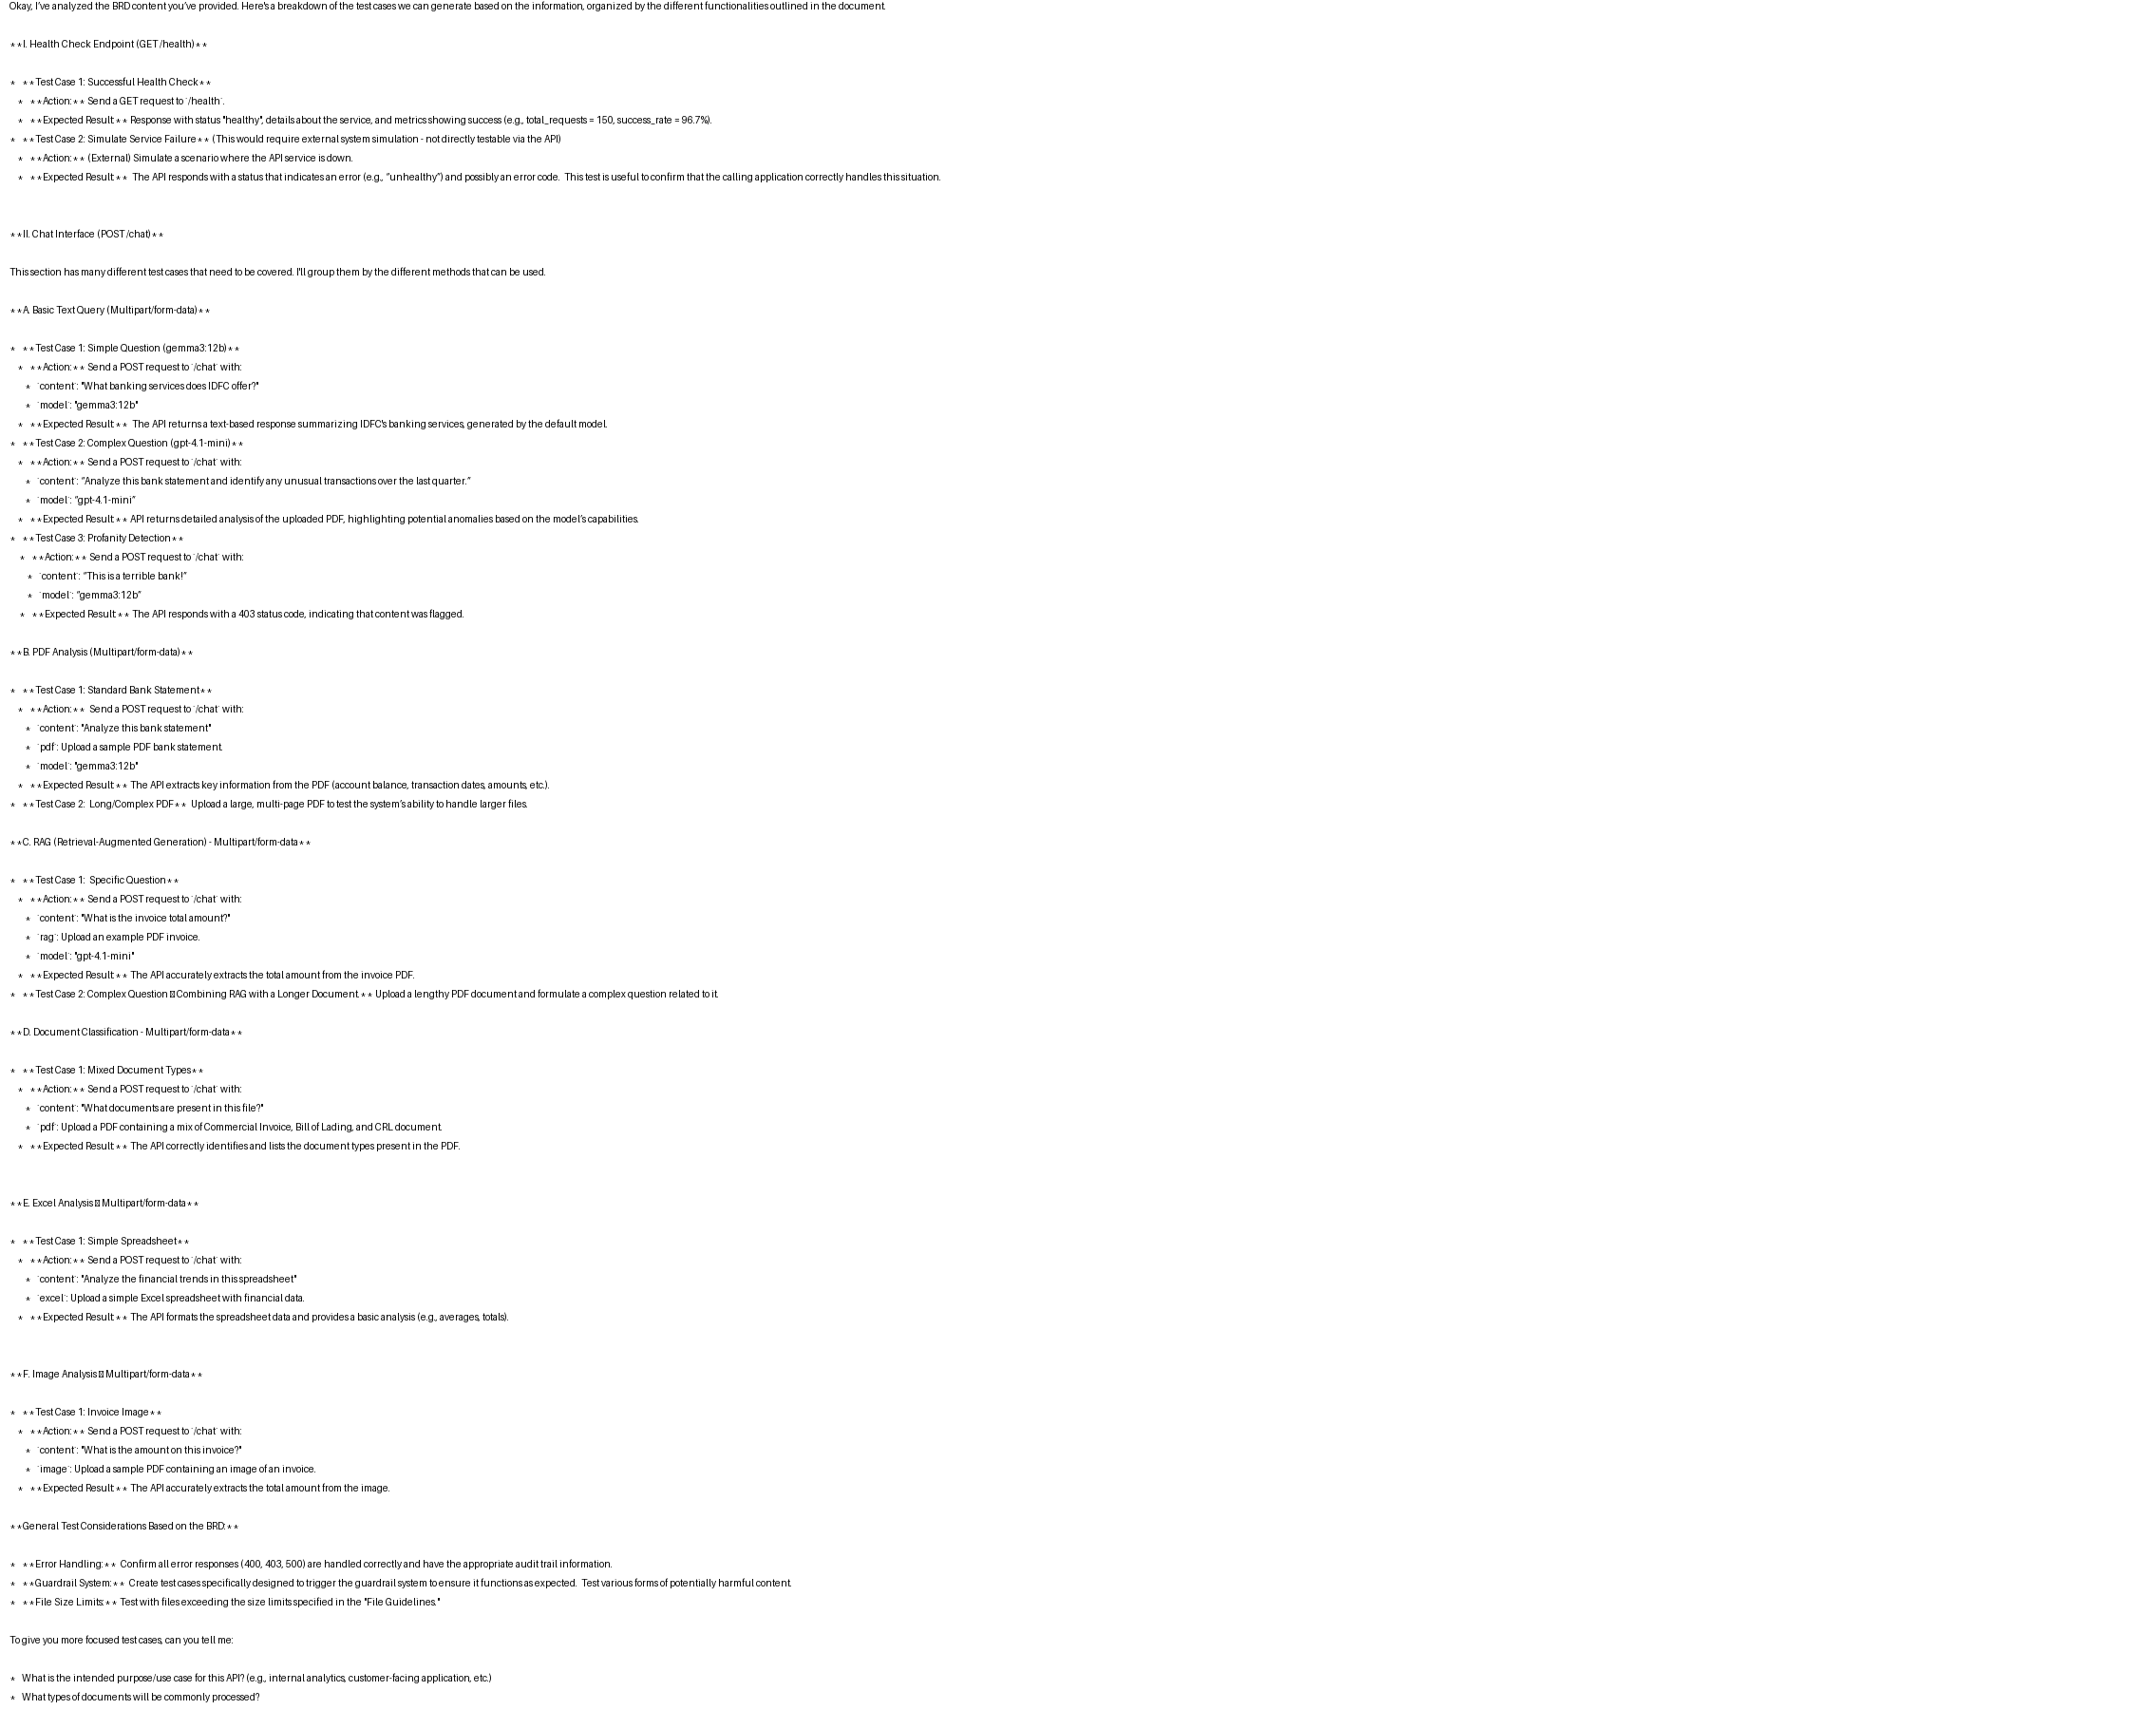 Okay, I've analyzed the BRD content you've provided. Here's a breakdown of the test cases we can generate based on the information, organized by the different functionalities outlined in the document.
**I. Health Check Endpoint (GET /health)**
*   **Test Case 1: Successful Health Check**
*   **Action:** Send a GET request to `/health`.
*   **Expected Result:** Response with status "healthy", details about the service, and metrics showing success (e.g., total_requests = 150, success_rate = 96.7%).
*   **Test Case 2: Simulate Service Failure** (This would require external system simulation - not directly testable via the API)
*   **Action:** (External) Simulate a scenario where the API service is down.
*   **Expected Result:**  The API responds with a status that indicates an error (e.g., “unhealthy”) and possibly an error code.  This test is useful to confirm that the calling application correctly handles this situation.
**II. Chat Interface (POST /chat)**
This section has many different test cases that need to be covered. I'll group them by the different methods that can be used.
**A. Basic Text Query (Multipart/form-data)**
*   **Test Case 1: Simple Question (gemma3:12b)**
*   **Action:** Send a POST request to `/chat` with:
*   `content`: "What banking services does IDFC offer?"
*   `model`: "gemma3:12b"
*   **Expected Result:**  The API returns a text-based response summarizing IDFC's banking services, generated by the default model.
*   **Test Case 2: Complex Question (gpt-4.1-mini)**
*   **Action:** Send a POST request to `/chat` with:
*   `content`: “Analyze this bank statement and identify any unusual transactions over the last quarter.”
*   `model`: “gpt-4.1-mini”
*   **Expected Result:** API returns detailed analysis of the uploaded PDF, highlighting potential anomalies based on the model’s capabilities.
*   **Test Case 3: Profanity Detection**
*   **Action:** Send a POST request to `/chat` with:
*   `content`: “This is a terrible bank!”
*   `model`: “gemma3:12b”
*   **Expected Result:** The API responds with a 403 status code, indicating that content was flagged.
**B. PDF Analysis (Multipart/form-data)**
*   **Test Case 1: Standard Bank Statement**
*   **Action:**  Send a POST request to `/chat` with:
*   `content`: "Analyze this bank statement"
*   `pdf`: Upload a sample PDF bank statement.
*   `model`: "gemma3:12b"
*   **Expected Result:** The API extracts key information from the PDF (account balance, transaction dates, amounts, etc.).
*   **Test Case 2:  Long/Complex PDF**  Upload a large, multi-page PDF to test the system’s ability to handle larger files.
**C. RAG (Retrieval-Augmented Generation) - Multipart/form-data**
*   **Test Case 1:  Specific Question**
*   **Action:** Send a POST request to `/chat` with:
*   `content`: "What is the invoice total amount?"
*   `rag`: Upload an example PDF invoice.
*   `model`: "gpt-4.1-mini"
*   **Expected Result:** The API accurately extracts the total amount from the invoice PDF.
*   **Test Case 2: Complex Question Combining RAG with a Longer Document.** Upload a lengthy PDF document and formulate a complex question related to it.
**D. Document Classification - Multipart/form-data**
*   **Test Case 1: Mixed Document Types**
*   **Action:** Send a POST request to `/chat` with:
*   `content`: "What documents are present in this file?"
*   `pdf`: Upload a PDF containing a mix of Commercial Invoice, Bill of Lading, and CRL document.
*   **Expected Result:** The API correctly identifies and lists the document types present in the PDF.
**E. Excel Analysis Multipart/form-data**
*   **Test Case 1: Simple Spreadsheet**
*   **Action:** Send a POST request to `/chat` with:
*   `content`: "Analyze the financial trends in this spreadsheet"
*   `excel`: Upload a simple Excel spreadsheet with financial data.
*   **Expected Result:** The API formats the spreadsheet data and provides a basic analysis (e.g., averages, totals).
**F. Image Analysis Multipart/form-data**
*   **Test Case 1: Invoice Image**
*   **Action:** Send a POST request to `/chat` with:
*   `content`: "What is the amount on this invoice?"
*   `image`: Upload a sample PDF containing an image of an invoice.
*   **Expected Result:** The API accurately extracts the total amount from the image.
**General Test Considerations Based on the BRD:**
*   **Error Handling:**  Confirm all error responses (400, 403, 500) are handled correctly and have the appropriate audit trail information.
*   **Guardrail System:**  Create test cases specifically designed to trigger the guardrail system to ensure it functions as expected.  Test various forms of potentially harmful content.
*   **File Size Limits:** Test with files exceeding the size limits specified in the "File Guidelines."
To give you more focused test cases, can you tell me:
*   What is the intended purpose/use case for this API? (e.g., internal analytics, customer-facing application, etc.)
*   What types of documents will be commonly processed?